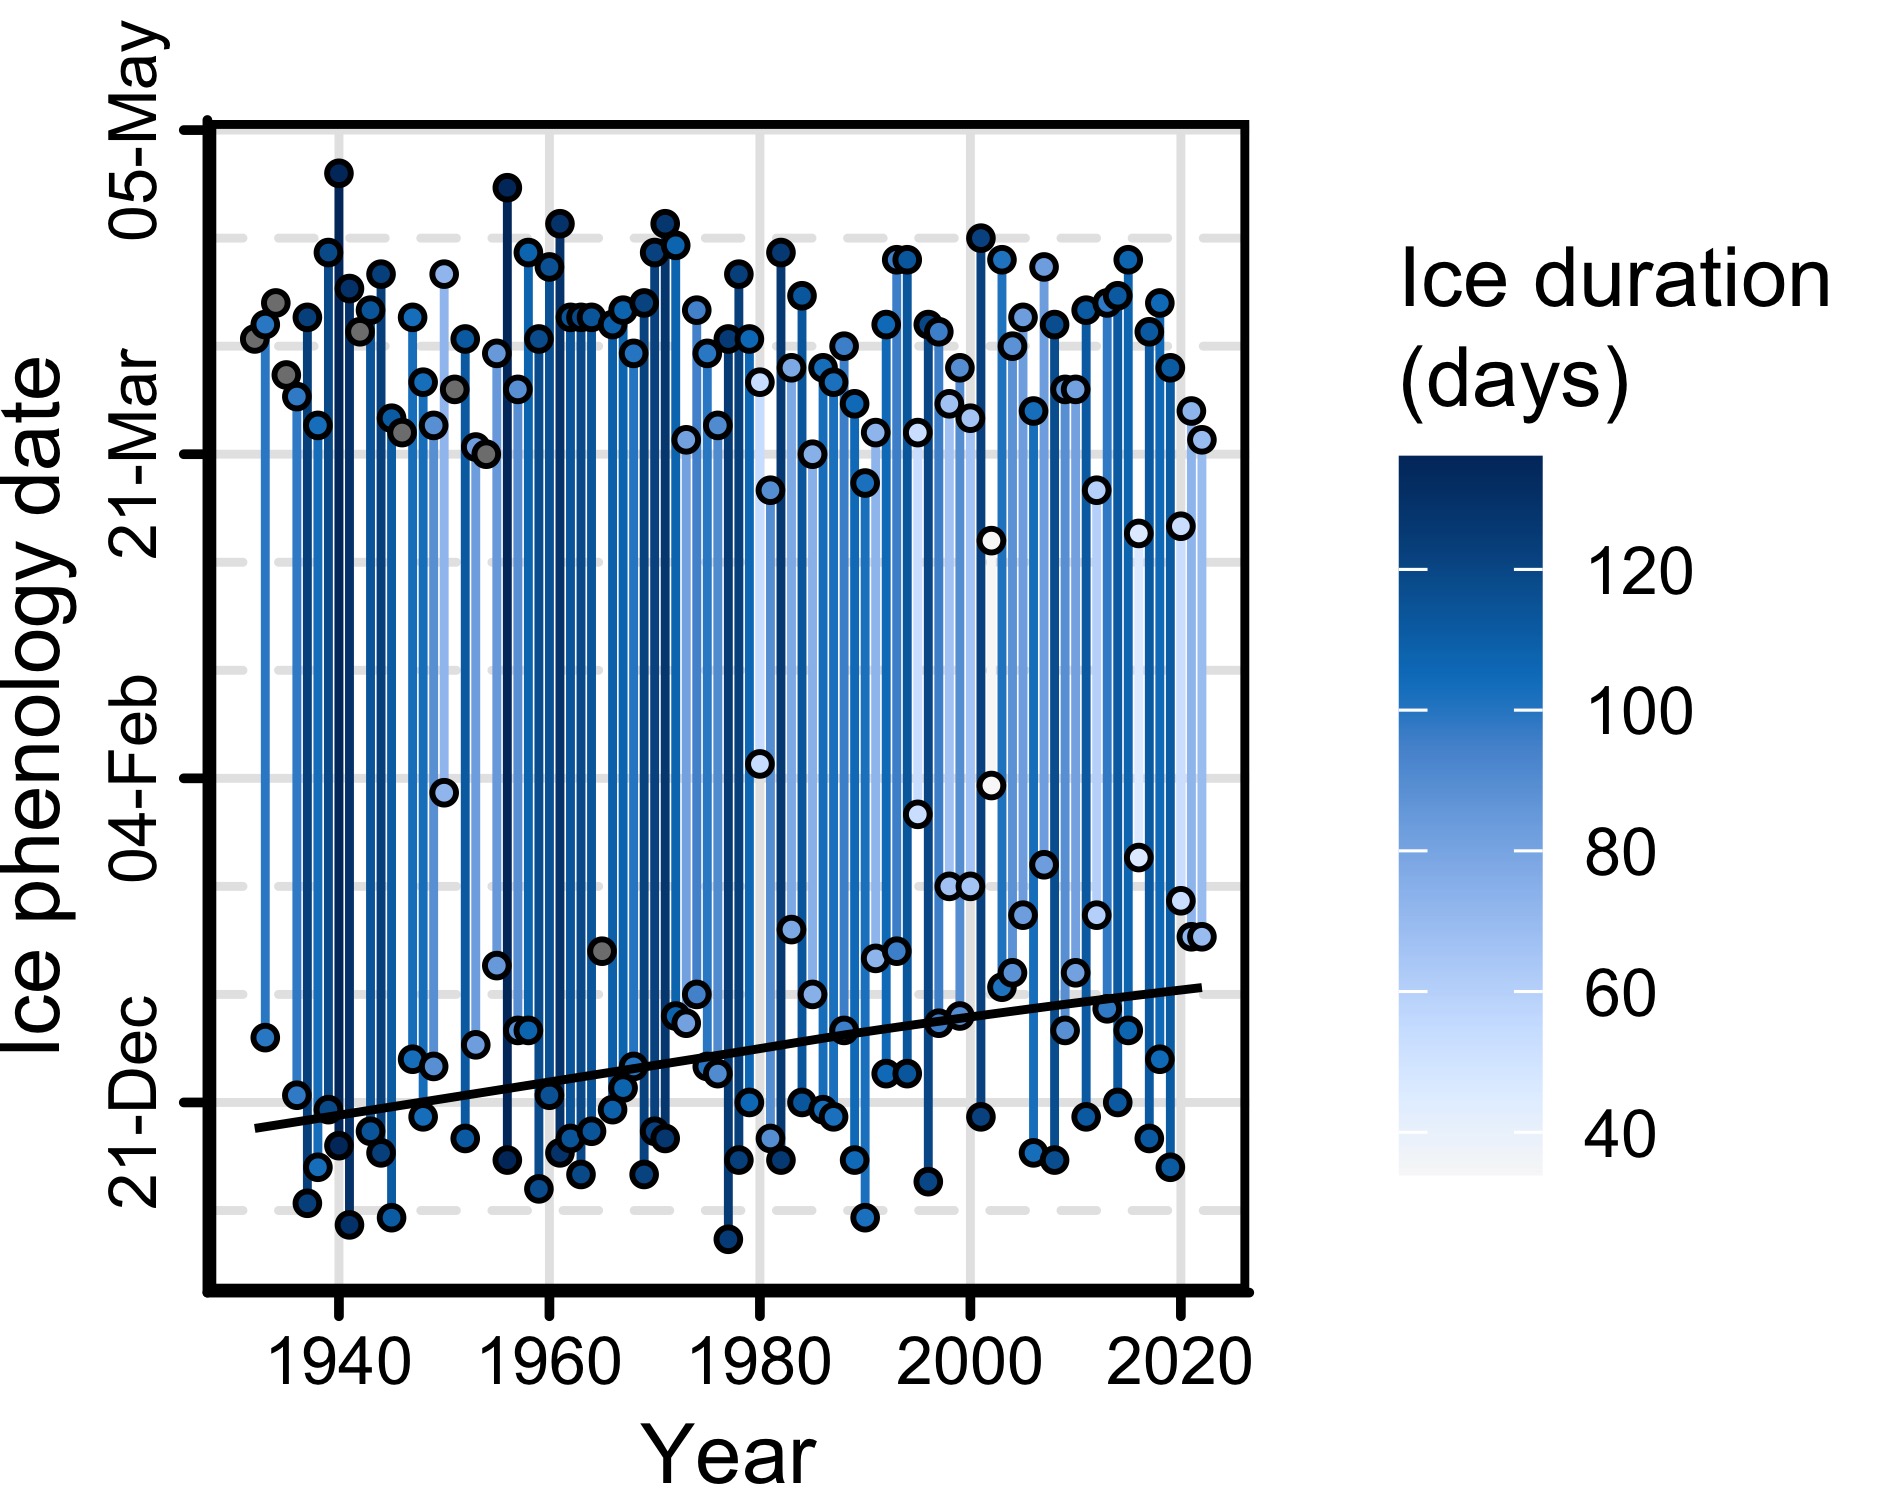 Ice phenology date
05-May
21-Mar
04-Feb
21-Dec
1940
1960
1980
2000
2020
Year
Ice duration
(days)
120
100
80
60
40